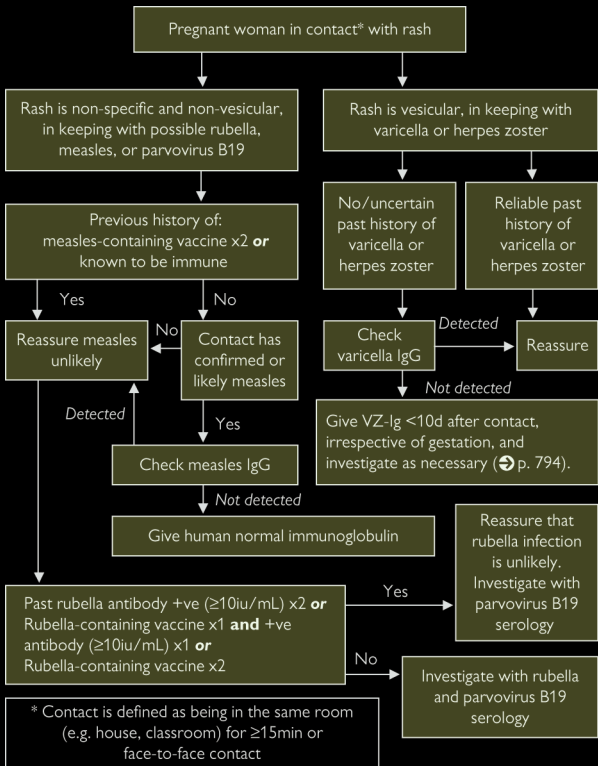 Pregnant woman in contact* with rash
Rash is non-specific and non-vesicular,
in keeping with possible rubella,
measles, or parvovirus B19
Rash is vesicular, in keeping with
varicella or herpes zoster
Previous history of:
measles-containing vaccine x2 or
known to be immune
No/uncertain
past history of
varicella or
herpes zoster
Reliable past
history of
varicella or
herpes zoster
Yes
No
Reassure measles
unlikely
No
Contact has
confirmed or
likely measles
Check
varicella IgG
Detected
Reassure
Not detected
Detected
Yes
Give VZ-Ig <10d after contact,
irrespective of gestation, and
investigate as necessary (➲ p. 794).
Check measles IgG
Not detected
Give human normal immunoglobulin
Reassure that
rubella infection
is unlikely.
Investigate with
parvovirus B19
serology
Past rubella antibody +ve (≥10iu/mL) x2 or
Rubella-containing vaccine x1 and +ve
antibody (≥10iu/mL) x1 or
Rubella-containing vaccine x2
Yes
No
Investigate with rubella
and parvovirus B19
serology
* Contact is defined as being in the same room
(e.g. house, classroom) for ≥15min or
face-to-face contact